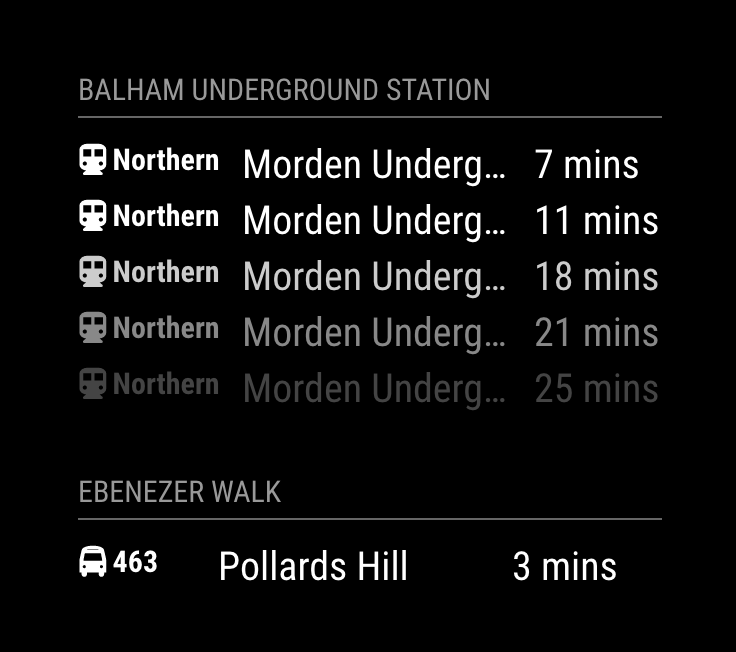 BALHAM UNDERGROUND STATION
Northern Morden Underg... 7 mins
Northern Morden Underg... 11 mins
Northern Morden Underg... 18 mins
Northern Morden Underg... 21 mins
Northern Morden Underg... 25 mins
EBENEZER WALK
463 Pollards Hill 3 mins